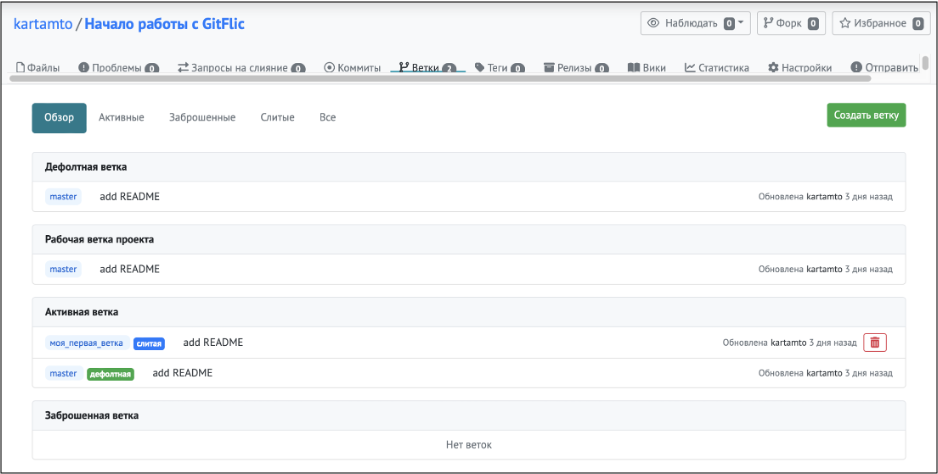 kartamto / Начало работы с GitFlic
Наблюдать 0 Форк 0 Избранное 0
Файлы Проблемы 0 Запросы на слияние 0 Коммиты Ветки 2 Теги 0 Релизы 0 Вики Статистика Настройки Отправить
Обзор Активные Заброшенные Слитые Все Создать ветку
Дефолтная ветка
master add README Обновлена kartamto 3 дня назад
Рабочая ветка проекта
master add README Обновлена kartamto 3 дня назад
Активная ветка
моя_первая_ветка слитая add README Обновлена kartamto 3 дня назад
master дефолтная add README Обновлена kartamto 3 дня назад
Заброшенная ветка
Нет веток